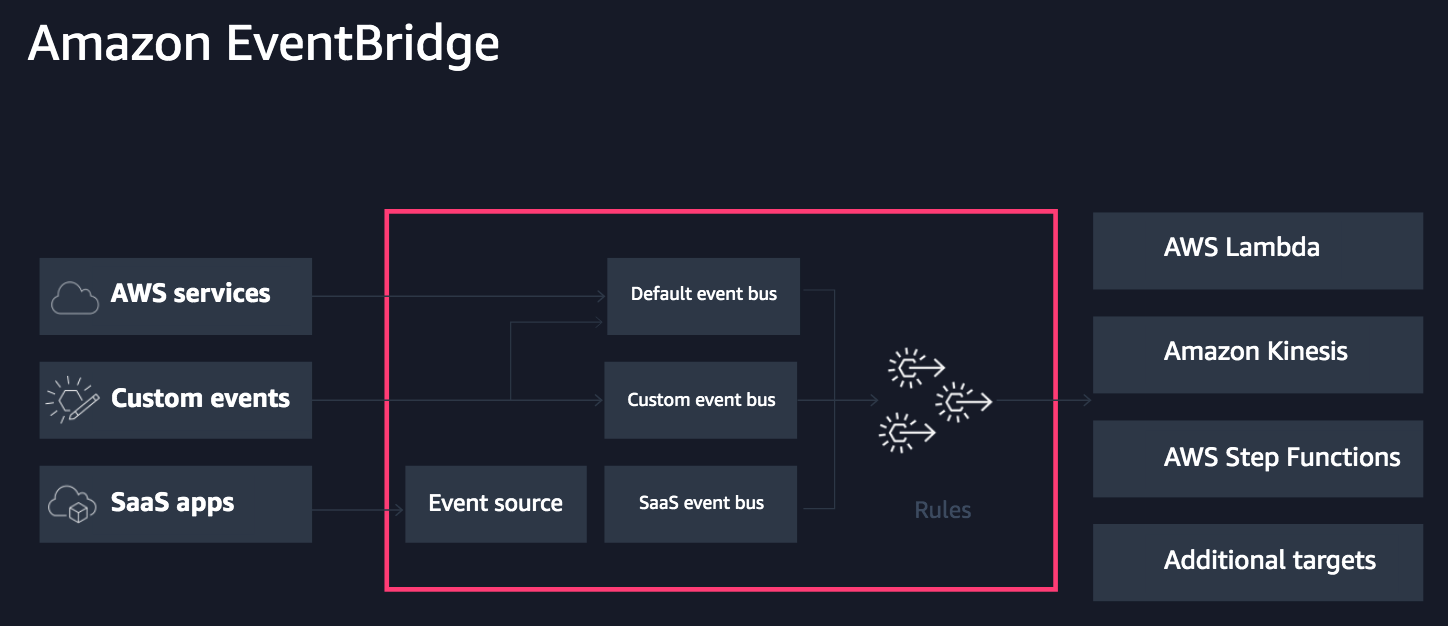 Amazon EventBridge
AWS services
Custom events
SaaS apps
Event source
Default event bus
Custom event bus
SaaS event bus
Rules
AWS Lambda
Amazon Kinesis
AWS Step Functions
Additional targets